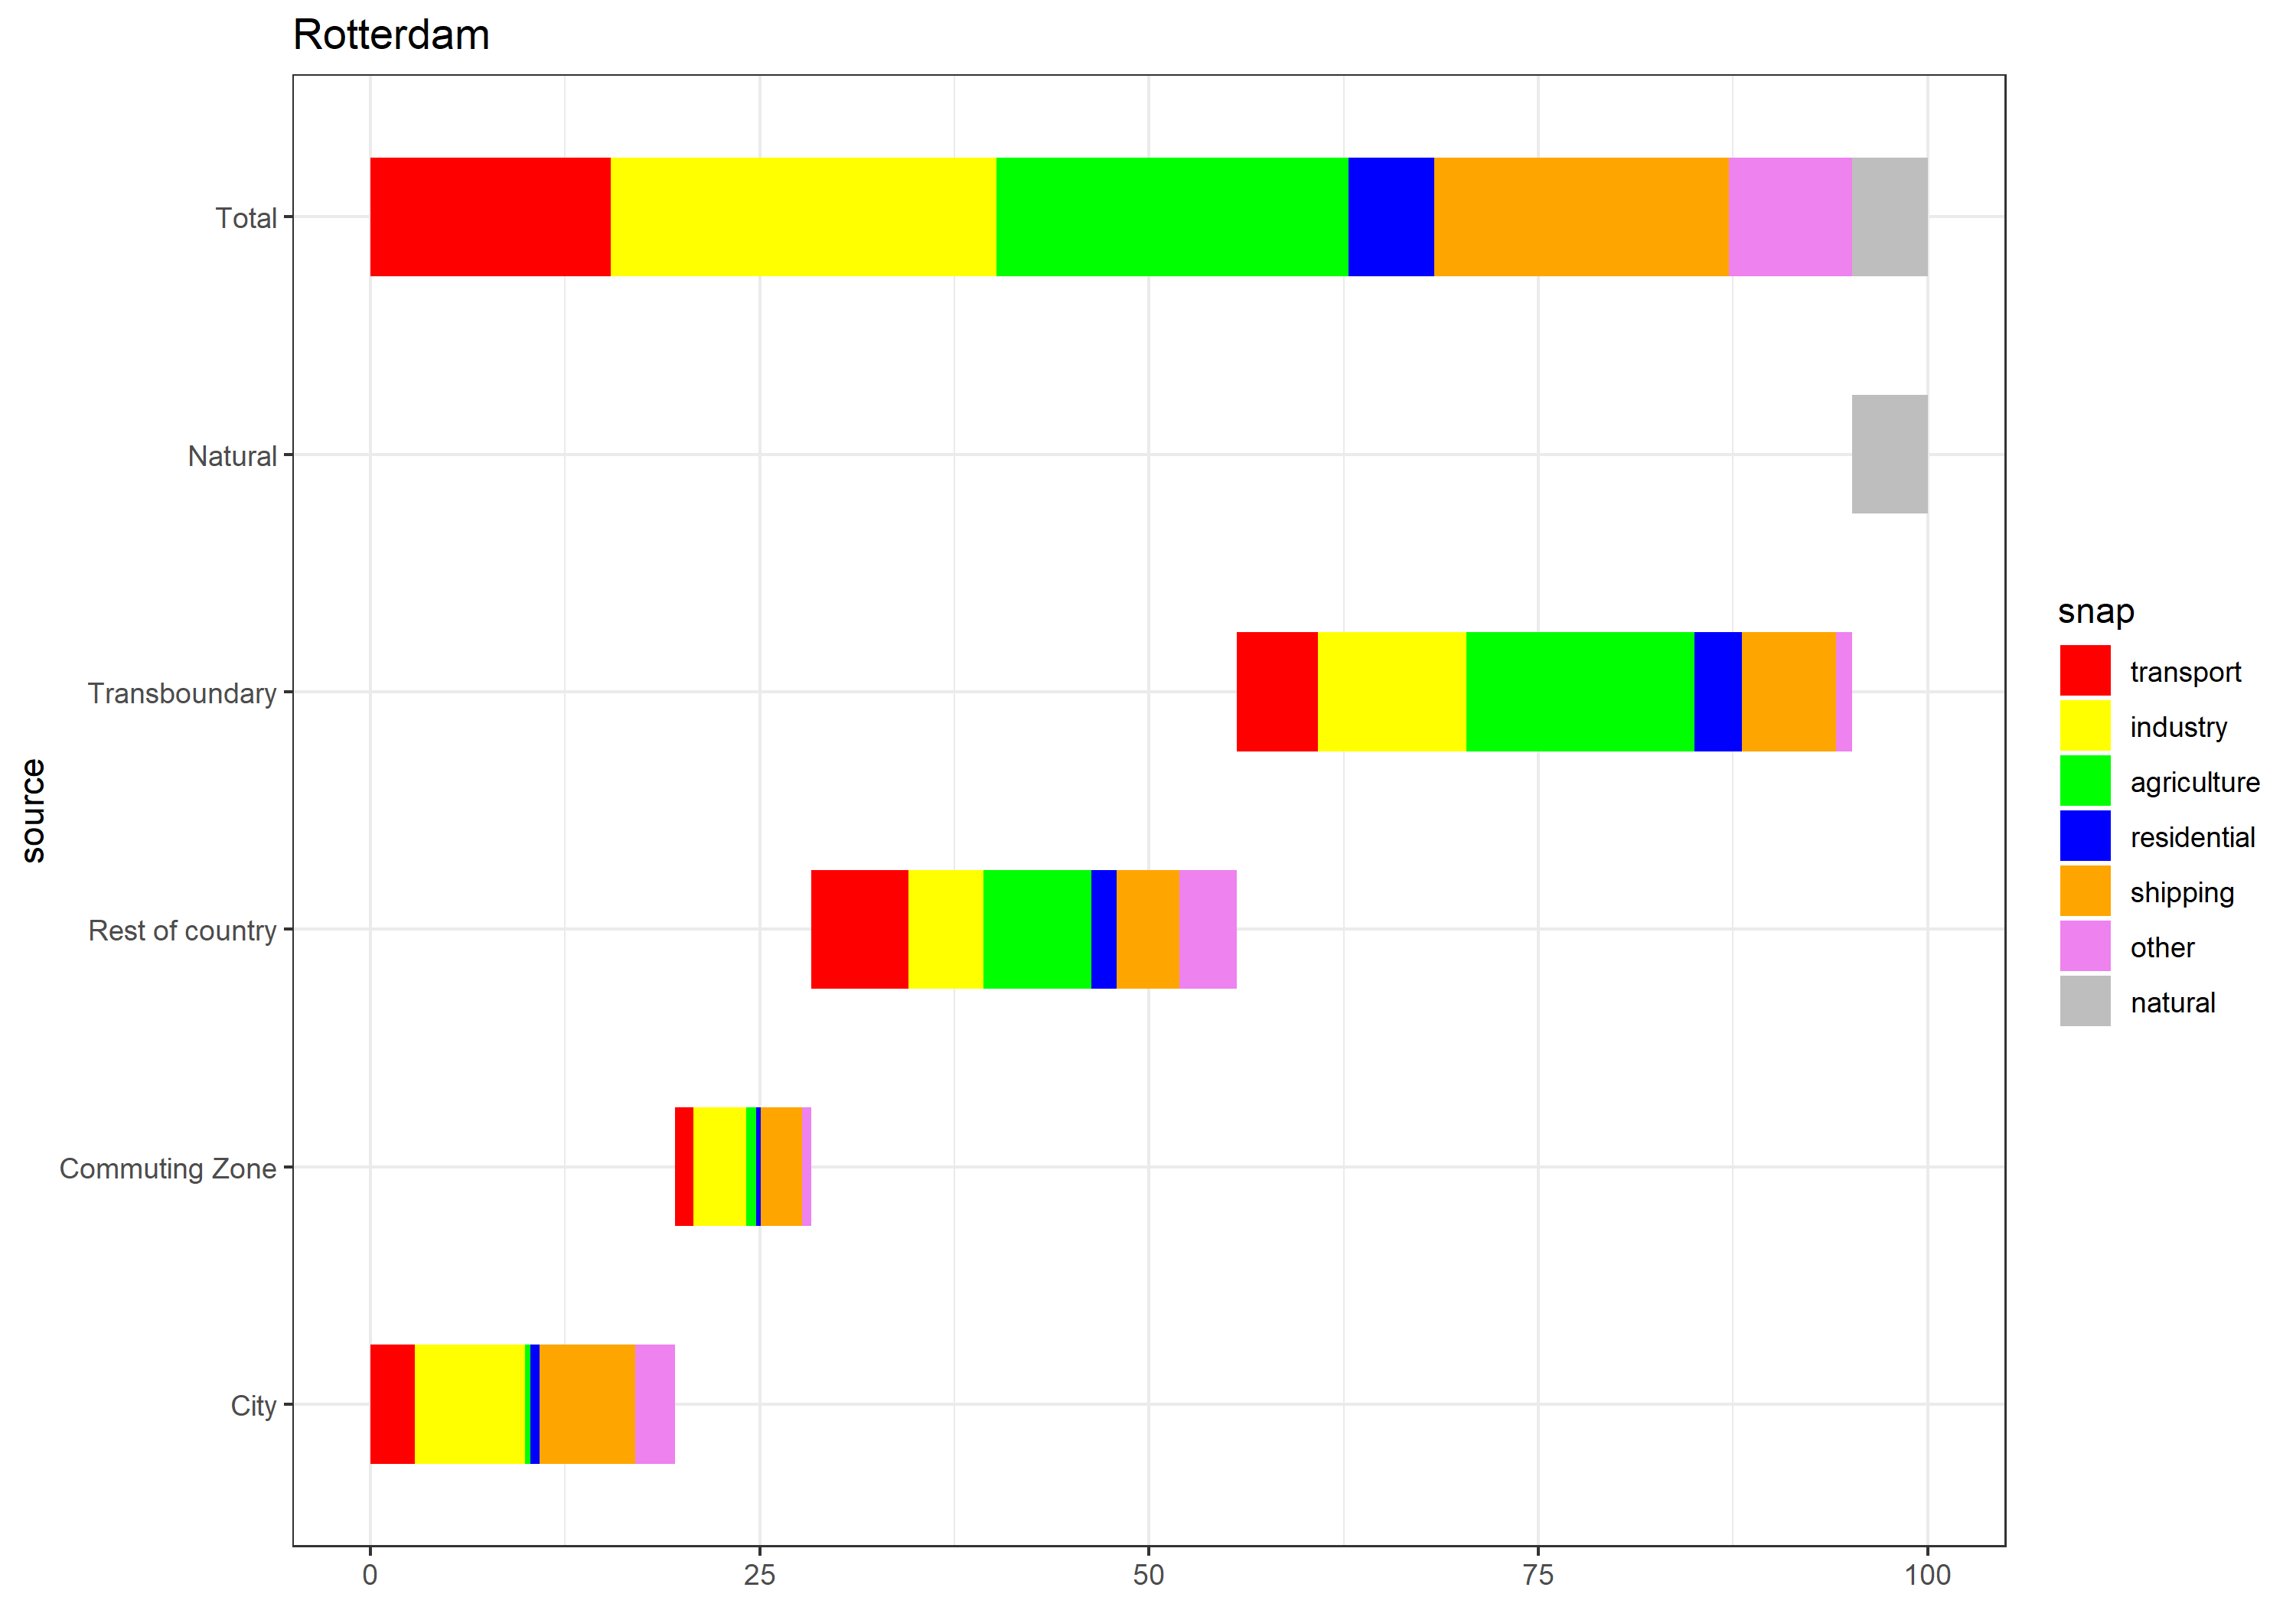 Rotterdam
Total
Natural
Transboundary
Rest of country
Commuting Zone
City
source
0 25 50 75 100
snap
transport
industry
agriculture
residential
shipping
other
natural